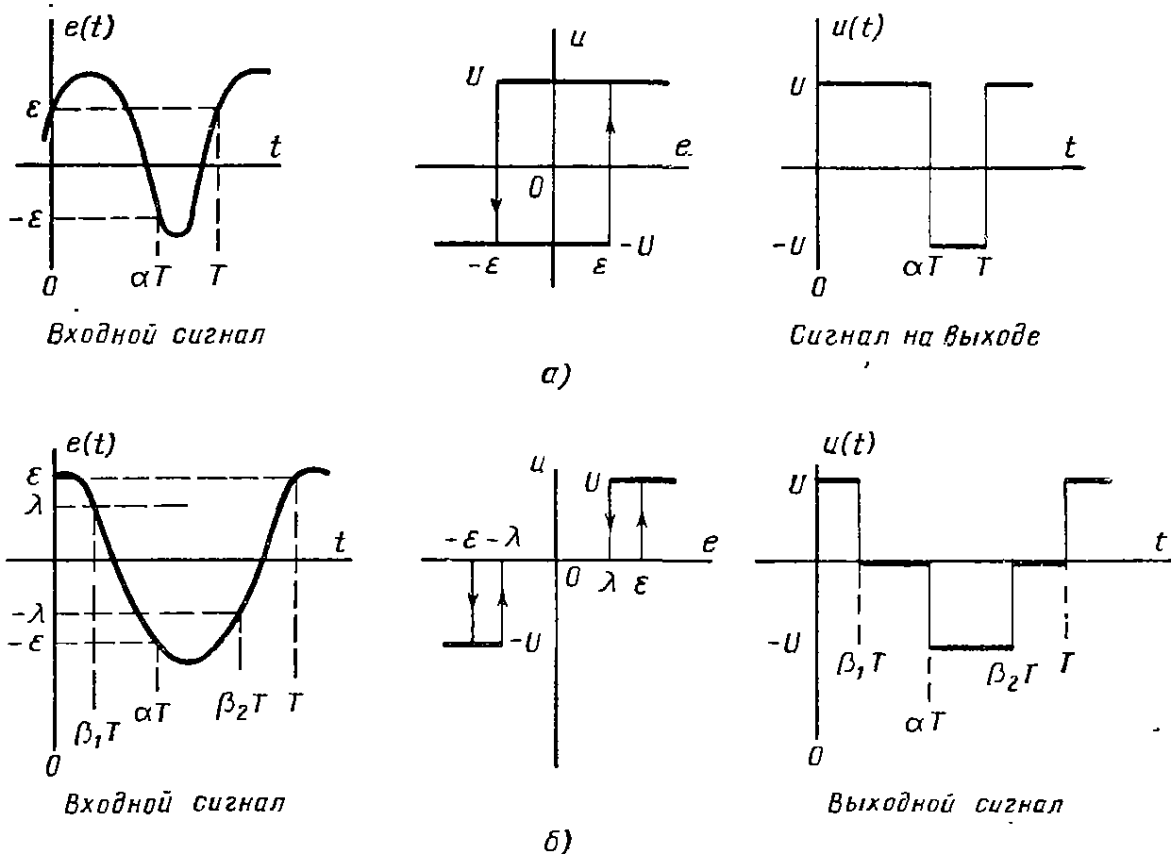 e(t)
ε
t
-ε
αT
T
0
Входной сигнал
u
U
e
0
-U
-ε
ε
u(t)
U
t
-U
αT
T
0
Сигнал на выходе
а)
e(t)
ε
λ
t
-λ
-ε
β₁T
αT
β₂T
T
0
Входной сигнал
u
U
-ε
-λ
e
0
λ
ε
-U
u(t)
U
t
-U
β₁T
β₂T
T
αT
0
Выходной сигнал
б)